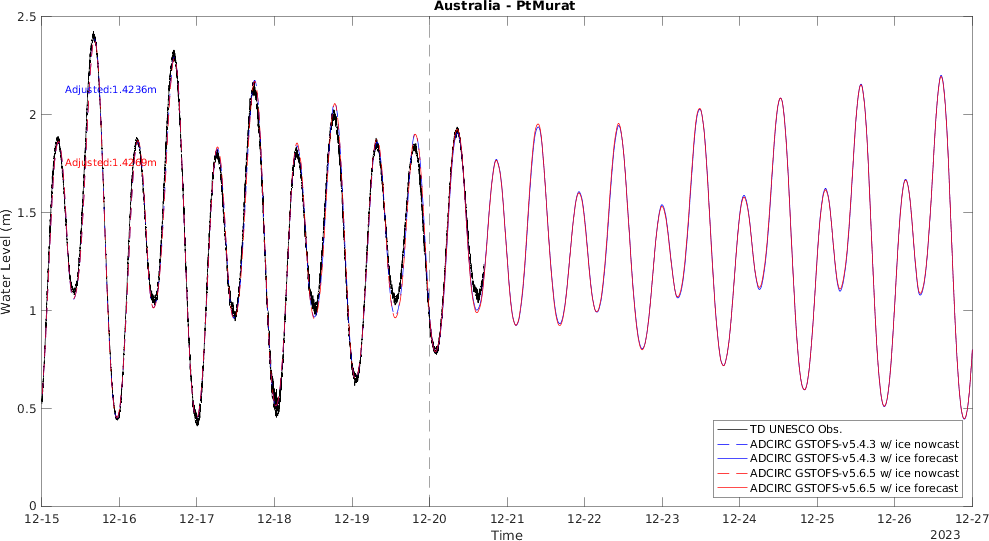 Australia - PtMurat
2.5
2
1.5
1
0.5
0
Water Level (m)
Adjusted:1.4236m
Adjusted:1.4269m
TD UNESCO Obs.
ADCIRC GSTOFS-v5.4.3 w/ ice nowcast
ADCIRC GSTOFS-v5.4.3 w/ ice forecast
ADCIRC GSTOFS-v5.6.5 w/ ice nowcast
ADCIRC GSTOFS-v5.6.5 w/ ice forecast
12-15 12-16 12-17 12-18 12-19 12-20 12-21 12-22 12-23 12-24 12-25 12-26 12-27
Time
2023